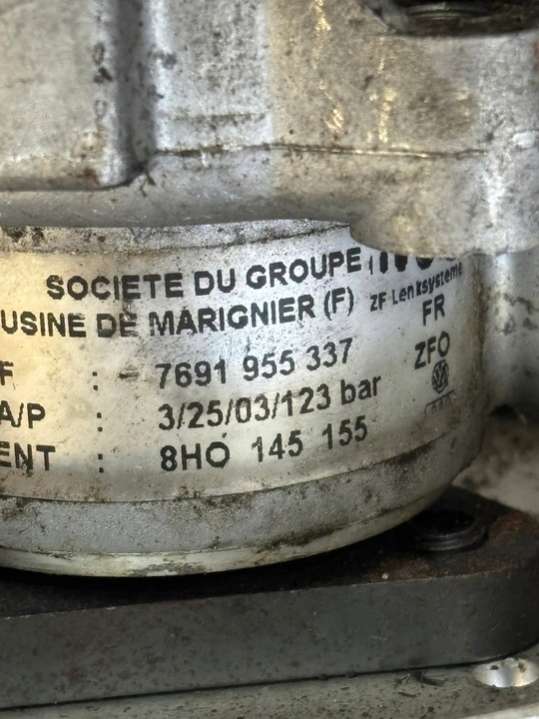 SOCIETE DU GROUPE
USINE DE MARIGNIER (F) ZF Lenksysteme
FR
F : - 7691 955 337 ZFO
A/P : 3/25/03/123 bar
ENT : 8HO 145 155